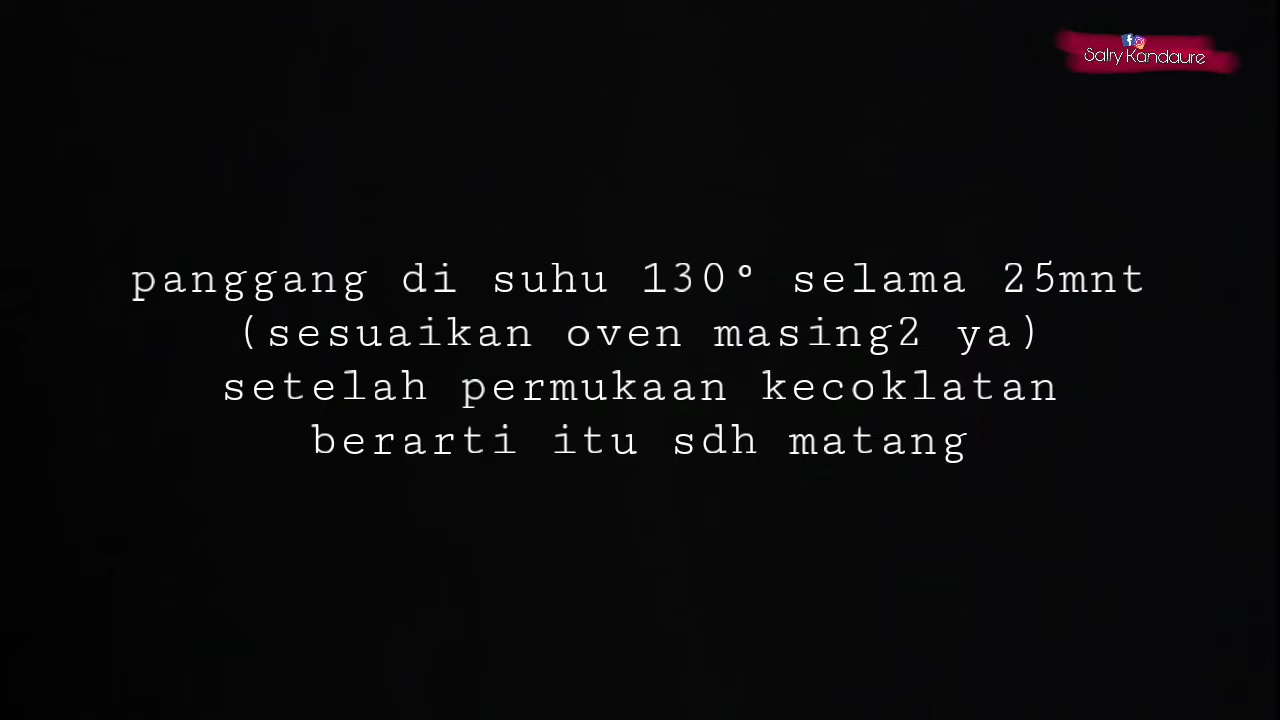 Salry Kandaure
panggang di suhu 130° selama 25mnt
(sesuaikan oven masing2 ya)
setelah permukaan kecoklatan
berarti itu sdh matang